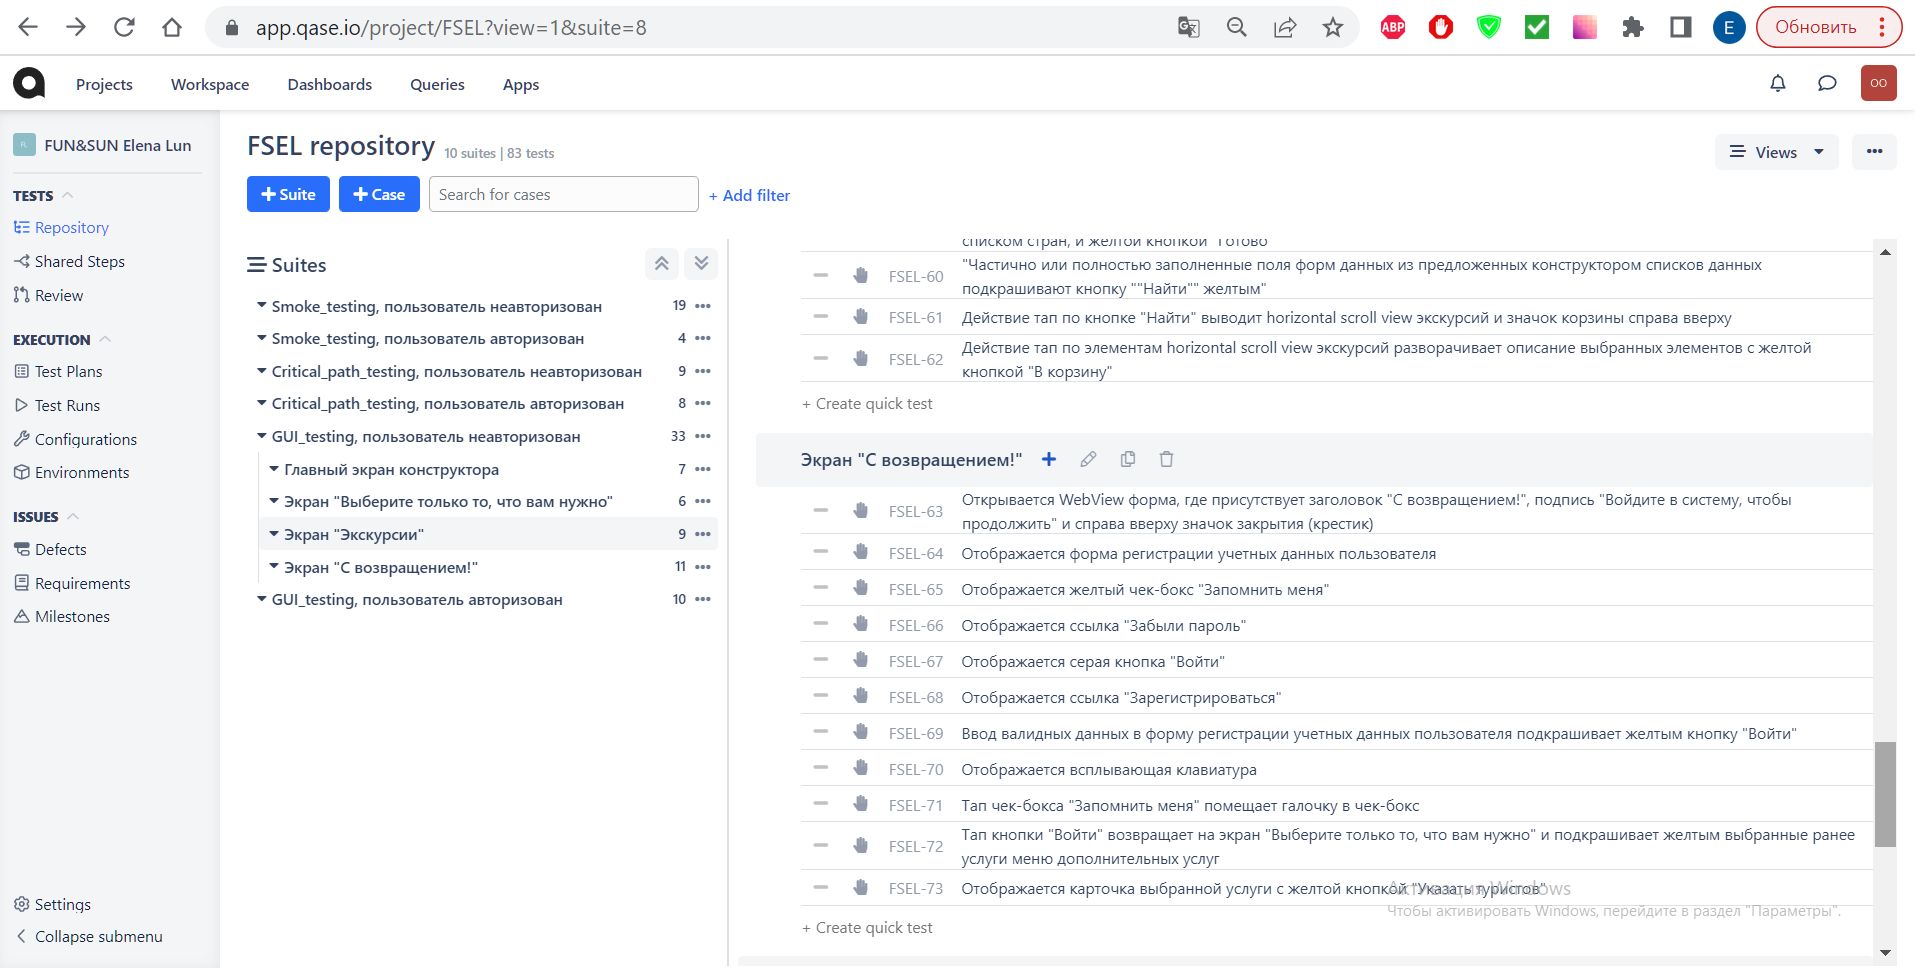 app.qase.io/project/FSEL?view=1&suite=8
ABP
E
Обновить
Projects
Workspace
Dashboards
Queries
Apps
OO
FL
FUN&SUN Elena Lun
TESTS
Repository
Shared Steps
Review
EXECUTION
Test Plans
Test Runs
Configurations
Environments
ISSUES
Defects
Requirements
Milestones
Settings
Collapse submenu
FSEL repository
10 suites | 83 tests
Views
+ Suite
+ Case
Search for cases
+ Add filter
Suites
Smoke_testing, пользователь неавторизован 19
Smoke_testing, пользователь авторизован 4
Critical_path_testing, пользователь неавторизован 9
Critical_path_testing, пользователь авторизован 8
GUI_testing, пользователь неавторизован 33
Главный экран конструктора 7
Экран "Выберите только то, что вам нужно" 6
Экран "Экскурсии" 9
Экран "С возвращением!" 11
GUI_testing, пользователь авторизован 10
списком стран, и желтой кнопкой "Готово
FSEL-60 "Частично или полностью заполненные поля форм данных из предложенных конструктором списков данных
подкрашивают кнопку ""Найти"" желтым"
FSEL-61 Действие тап по кнопке "Найти" выводит horizontal scroll view экскурсий и значок корзины справа вверху
FSEL-62 Действие тап по элементам horizontal scroll view экскурсий разворачивает описание выбранных элементов с желтой
кнопкой "В корзину"
+ Create quick test
Экран "С возвращением!"
FSEL-63 Открывается WebView форма, где присутствует заголовок "С возвращением!", подпись "Войдите в систему, чтобы
продолжить" и справа вверху значок закрытия (крестик)
FSEL-64 Отображается форма регистрации учетных данных пользователя
FSEL-65 Отображается желтый чек-бокс "Запомнить меня"
FSEL-66 Отображается ссылка "Забыли пароль"
FSEL-67 Отображается серая кнопка "Войти"
FSEL-68 Отображается ссылка "Зарегистрироваться"
FSEL-69 Ввод валидных данных в форму регистрации учетных данных пользователя подкрашивает желтым кнопку "Войти"
FSEL-70 Отображается всплывающая клавиатура
FSEL-71 Тап чек-бокса "Запомнить меня" помещает галочку в чек-бокс
FSEL-72 Тап кнопки "Войти" возвращает на экран "Выберите только то, что вам нужно" и подкрашивает желтым выбранные ранее
услуги меню дополнительных услуг
FSEL-73 Отображается карточка выбранной услуги с желтой кнопкой "Указать туристов"
Активация Windows
Чтобы активировать Windows, перейдите в раздел "Параметры".
+ Create quick test